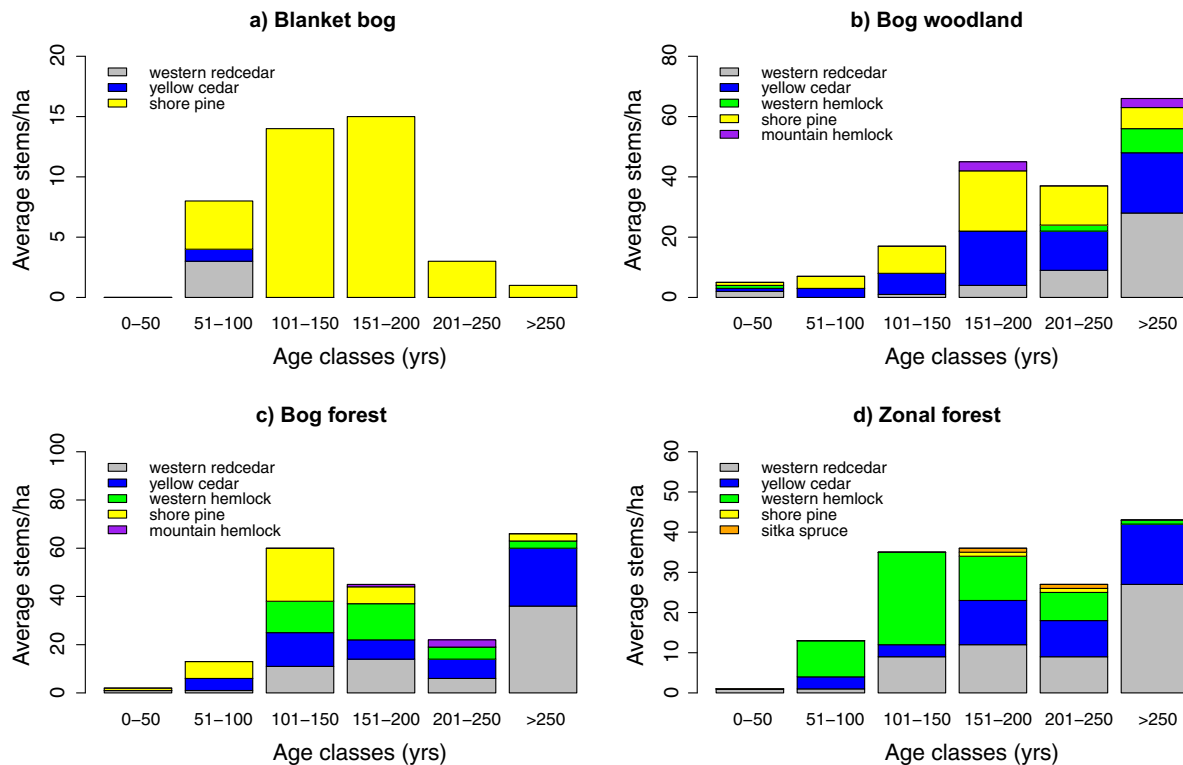 a) Blanket bog
Average stems/ha
0 5 10 15 20
western redcedar
yellow cedar
shore pine
0−50 51−100 101−150 151−200 201−250 >250
Age classes (yrs)
b) Bog woodland
Average stems/ha
0 20 40 60 80
western redcedar
yellow cedar
western hemlock
shore pine
mountain hemlock
0−50 51−100 101−150 151−200 201−250 >250
Age classes (yrs)
c) Bog forest
Average stems/ha
0 20 40 60 80 100
western redcedar
yellow cedar
western hemlock
shore pine
mountain hemlock
0−50 51−100 101−150 151−200 201−250 >250
Age classes (yrs)
d) Zonal forest
Average stems/ha
0 10 20 30 40 50 60
western redcedar
yellow cedar
western hemlock
shore pine
sitka spruce
0−50 51−100 101−150 151−200 201−250 >250
Age classes (yrs)